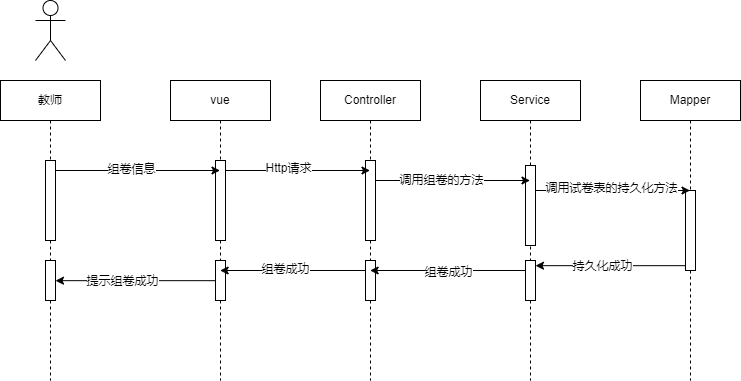 教师
vue
Controller
Service
Mapper
组卷信息
Http请求
调用组卷的方法
调用试卷表的持久化方法
持久化成功
组卷成功
组卷成功
提示组卷成功